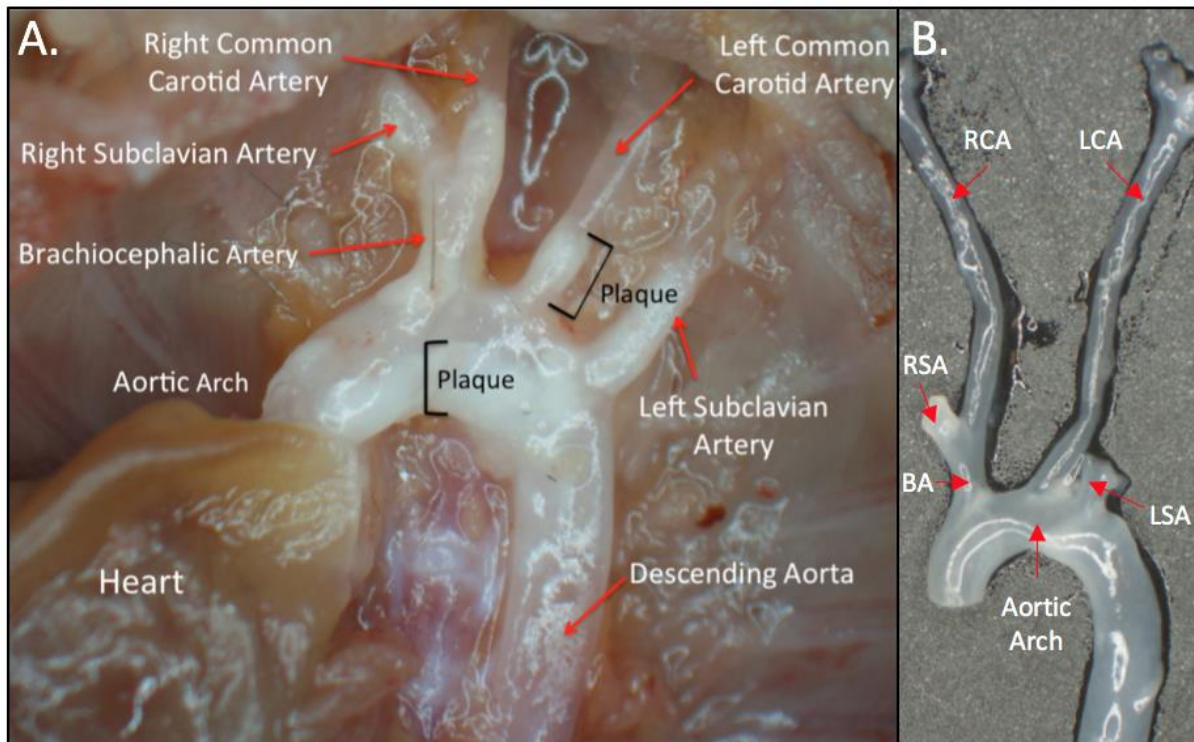 A.
Right Common
Carotid Artery
Left Common
Carotid Artery
Right Subclavian Artery
Brachiocephalic Artery
Plaque
Aortic Arch
Plaque
Left Subclavian
Artery
Heart
Descending Aorta
B.
RCA
LCA
RSA
BA
LSA
Aortic
Arch